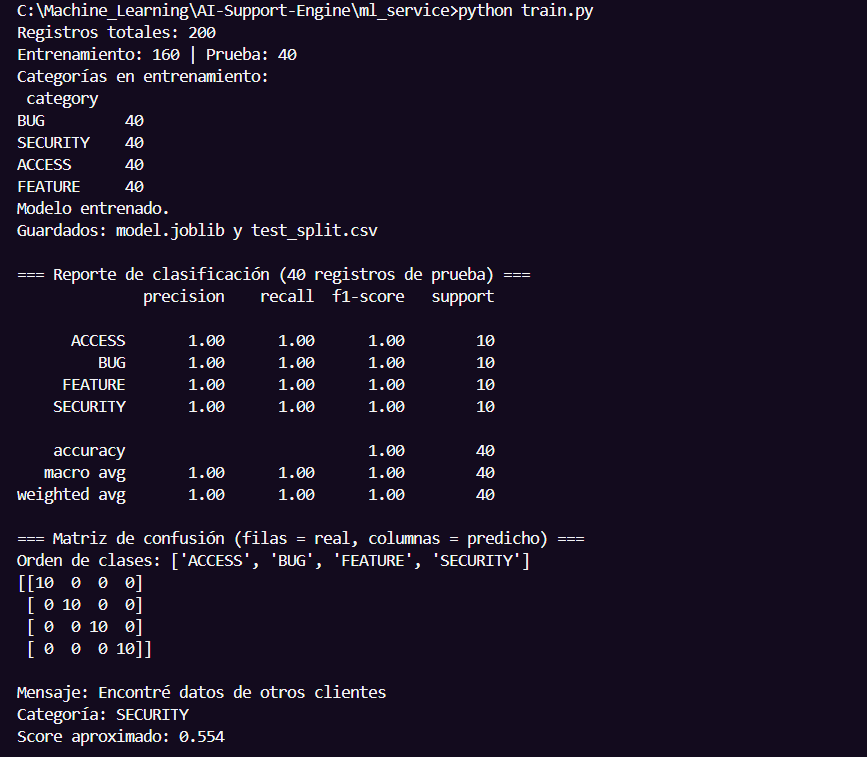 C:\Machine_Learning\AI-Support-Engine\ml_service>python train.py
Registros totales: 200
Entrenamiento: 160 | Prueba: 40
Categorías en entrenamiento:
category
BUG 40
SECURITY 40
ACCESS 40
FEATURE 40
Modelo entrenado.
Guardados: model.joblib y test_split.csv
=== Reporte de clasificación (40 registros de prueba) ===
precision recall f1-score support
ACCESS 1.00 1.00 1.00 10
BUG 1.00 1.00 1.00 10
FEATURE 1.00 1.00 1.00 10
SECURITY 1.00 1.00 1.00 10
accuracy 1.00 40
macro avg 1.00 1.00 1.00 40
weighted avg 1.00 1.00 1.00 40
=== Matriz de confusión (filas = real, columnas = predicho) ===
Orden de clases: ['ACCESS', 'BUG', 'FEATURE', 'SECURITY']
[[10 0 0 0]
[ 0 10 0 0]
[ 0 0 10 0]
[ 0 0 0 10]]
Mensaje: Encontré datos de otros clientes
Categoría: SECURITY
Score aproximado: 0.554